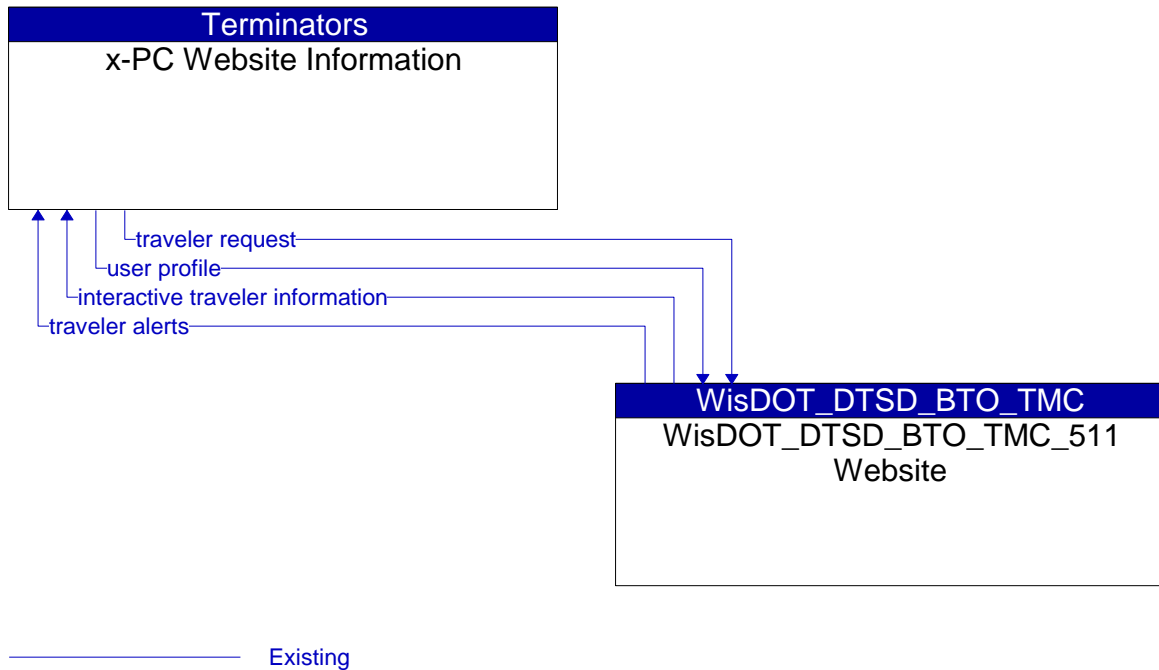 Terminators
x-PC Website Information
traveler request
user profile
interactive traveler information
traveler alerts
WisDOT_DTSD_BTO_TMC
WisDOT_DTSD_BTO_TMC_511
Website
Existing